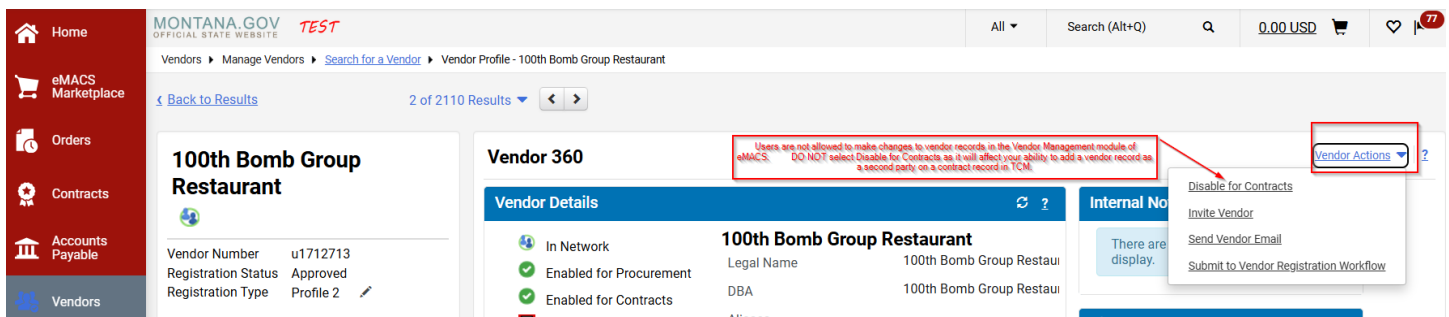 Home
eMACS
Marketplace
Orders
Contracts
Accounts
Payable
Vendors
MONTANA.GOV
OFFICIAL STATE WEBSITE
TEST
All
Search (Alt+Q)
0.00 USD
77
Vendors Manage Vendors Search for a Vendor Vendor Profile - 100th Bomb Group Restaurant
Back to Results
2 of 2110 Results
100th Bomb Group
Restaurant
Vendor Number u1712713
Registration Status Approved
Registration Type Profile 2
Vendor 360
Users are not allowed to make changes to vendor records in the Vendor Management module of
eMACS. DO NOT select Disable for Contracts as it will affect your ability to add a vendor record as
a second party on a contract record in TCM.
Vendor Actions ?
Disable for Contracts
Invite Vendor
Send Vendor Email
Submit to Vendor Registration Workflow
Vendor Details ?
In Network
Enabled for Procurement
Enabled for Contracts
100th Bomb Group Restaurant
Legal Name 100th Bomb Group Restau
DBA 100th Bomb Group Restau
Internal No
There are
display.